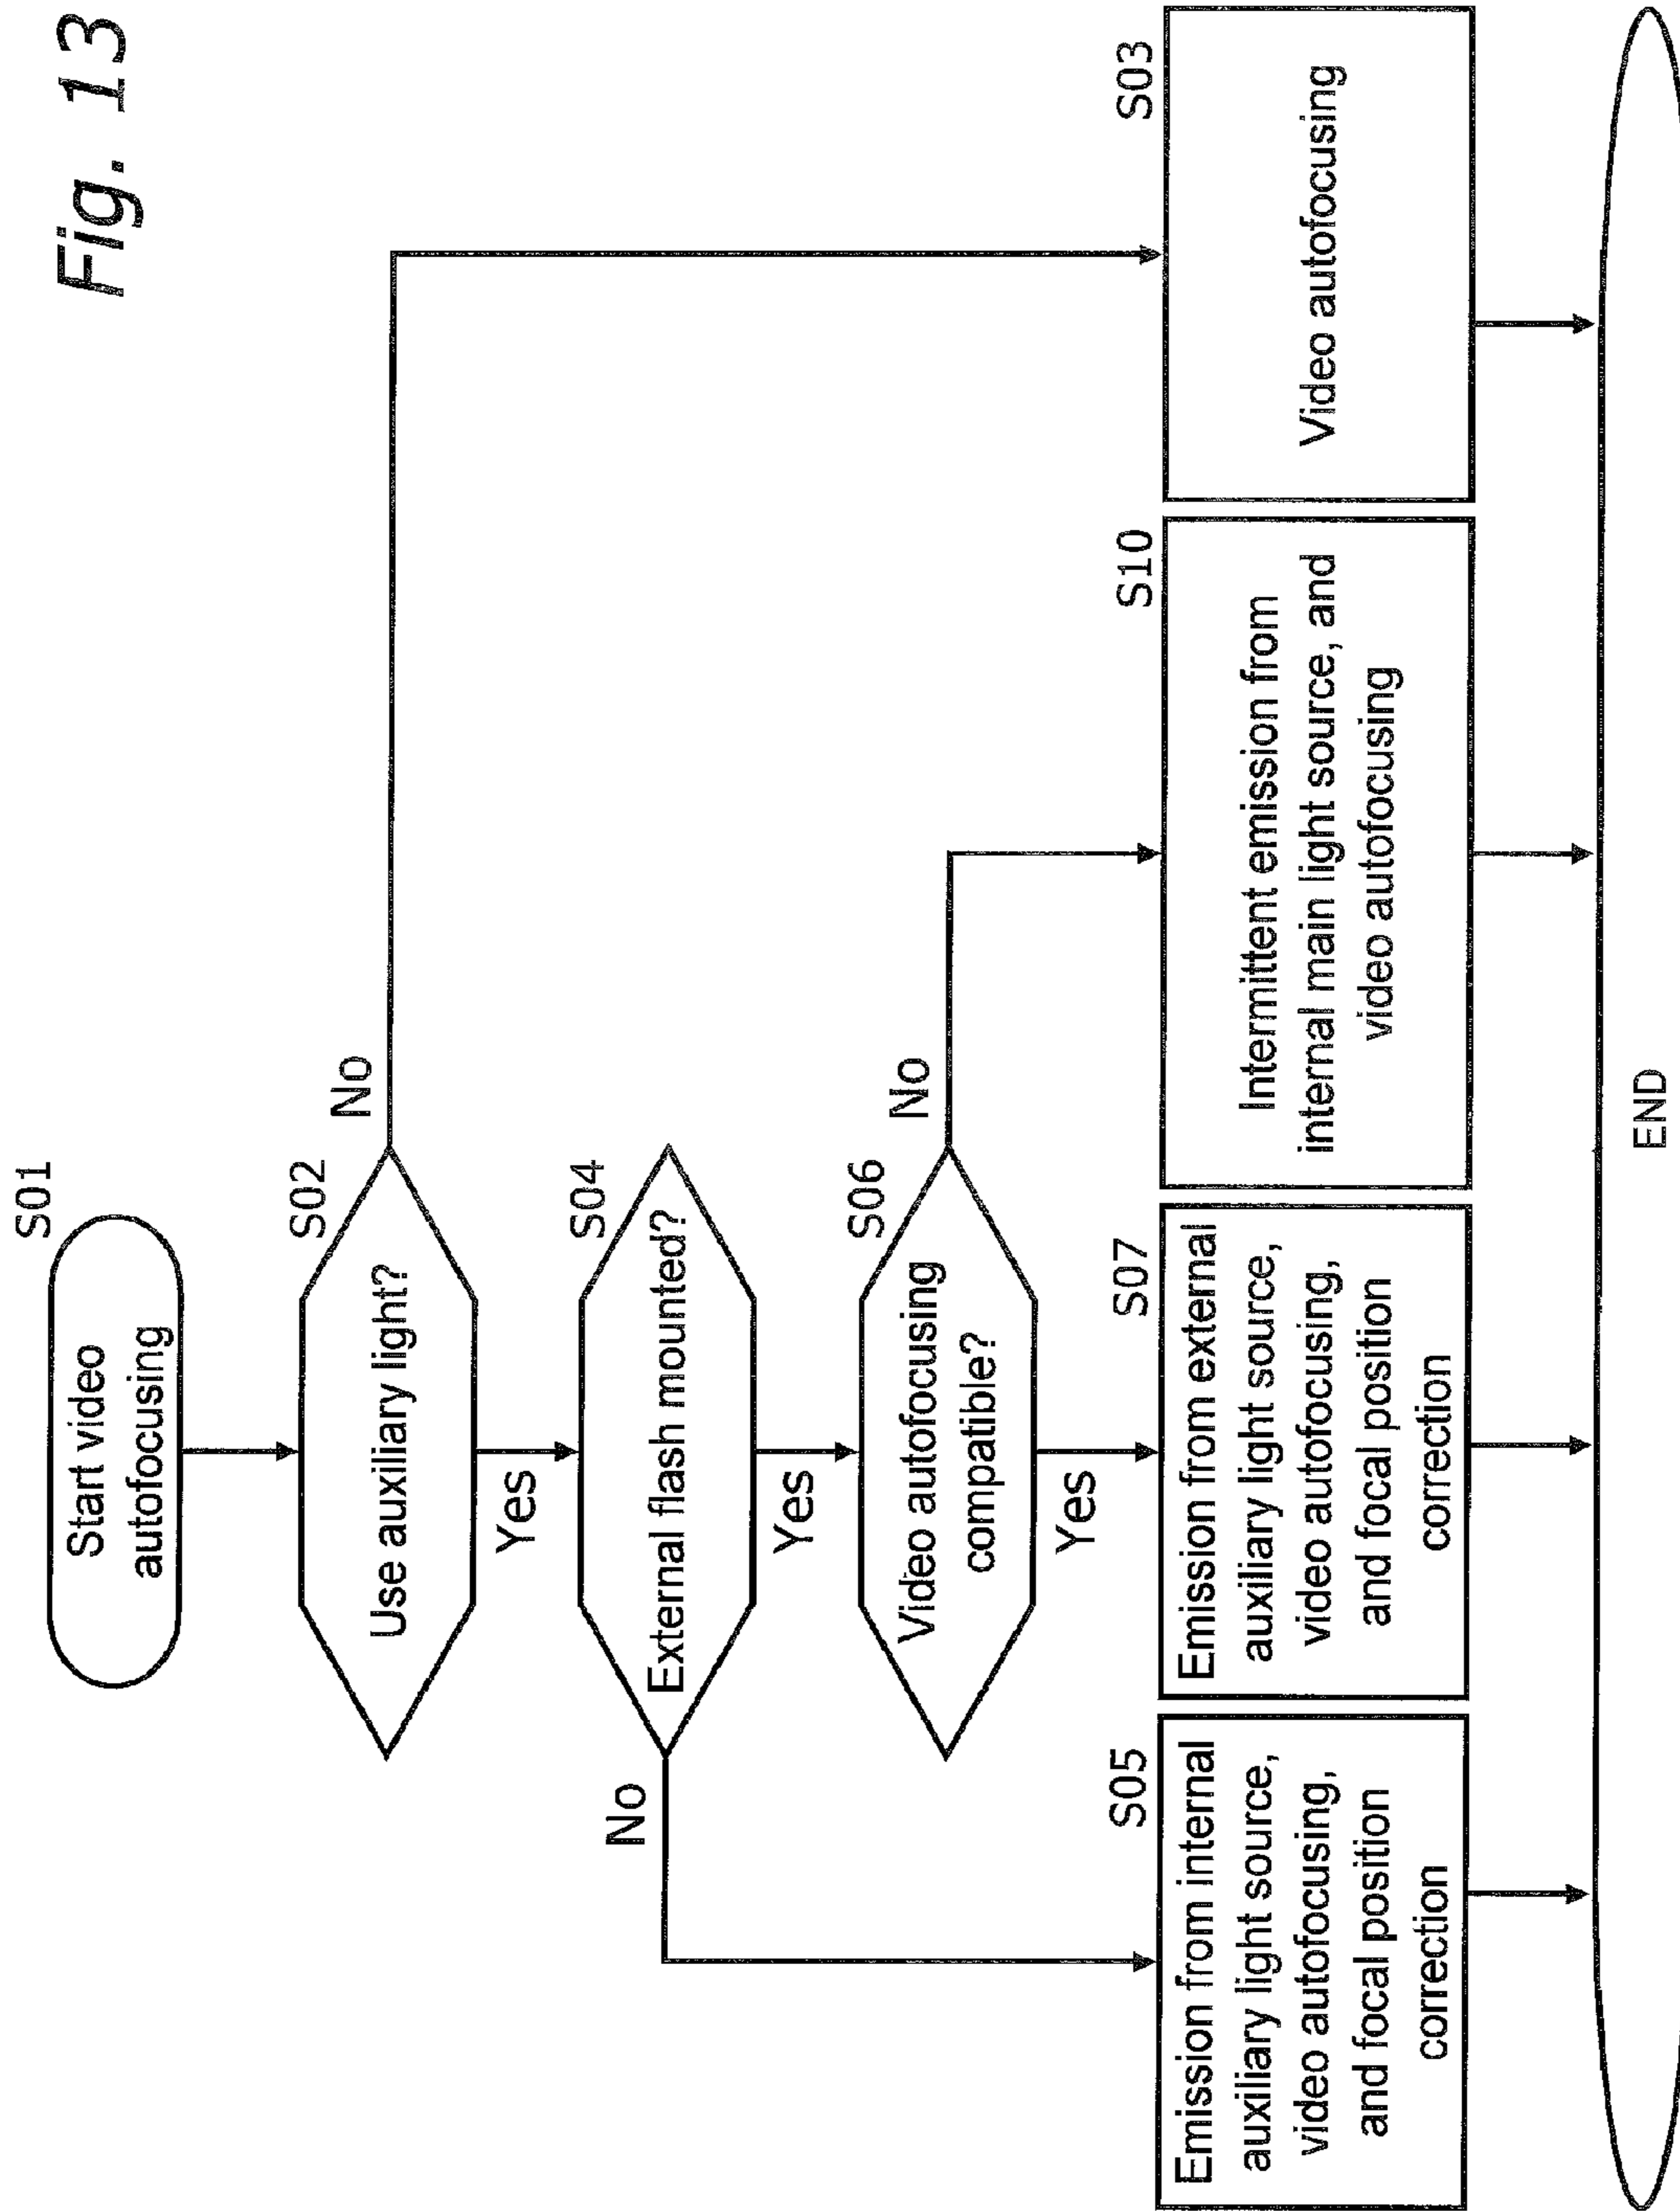 Fig. 13
S01
Start video
autofocusing
S02
Use auxiliary light?
No
Yes
S04
External flash mounted?
No
Yes
S06
Video autofocusing
compatible?
No
Yes
S05
Emission from internal
auxiliary light source,
video autofocusing,
and focal position
correction
S07
Emission from external
auxiliary light source,
video autofocusing,
and focal position
correction
S10
Intermittent emission from
internal main light source, and
video autofocusing
S03
Video autofocusing
END